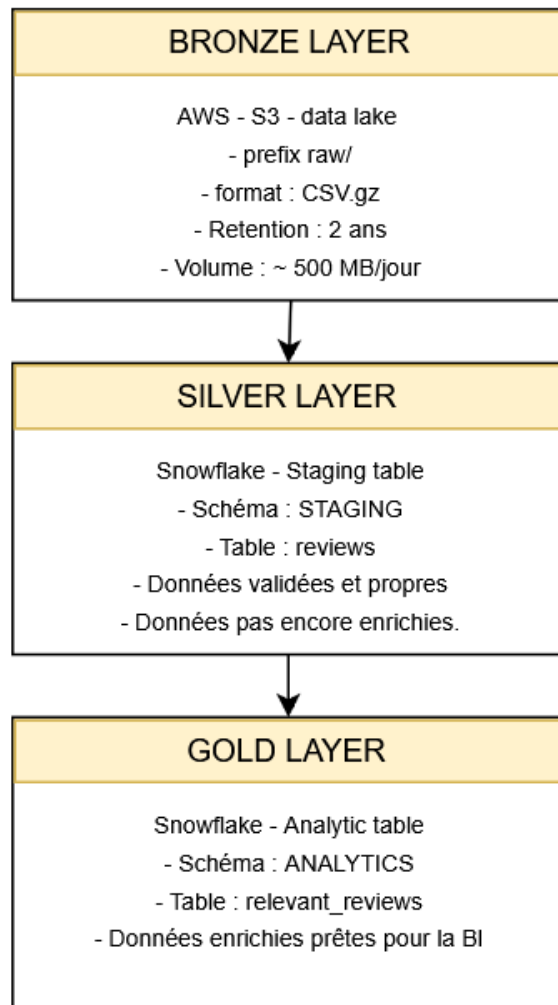 BRONZE LAYER
AWS - S3 - data lake
- prefix raw/
- format : CSV.gz
- Retention : 2 ans
- Volume : ~ 500 MB/jour
SILVER LAYER
Snowflake - Staging table
- Schéma : STAGING
- Table : reviews
- Données validées et propres
- Données pas encore enrichies.
GOLD LAYER
Snowflake - Analytic table
- Schéma : ANALYTICS
- Table : relevant_reviews
- Données enrichies prêtes pour la BI